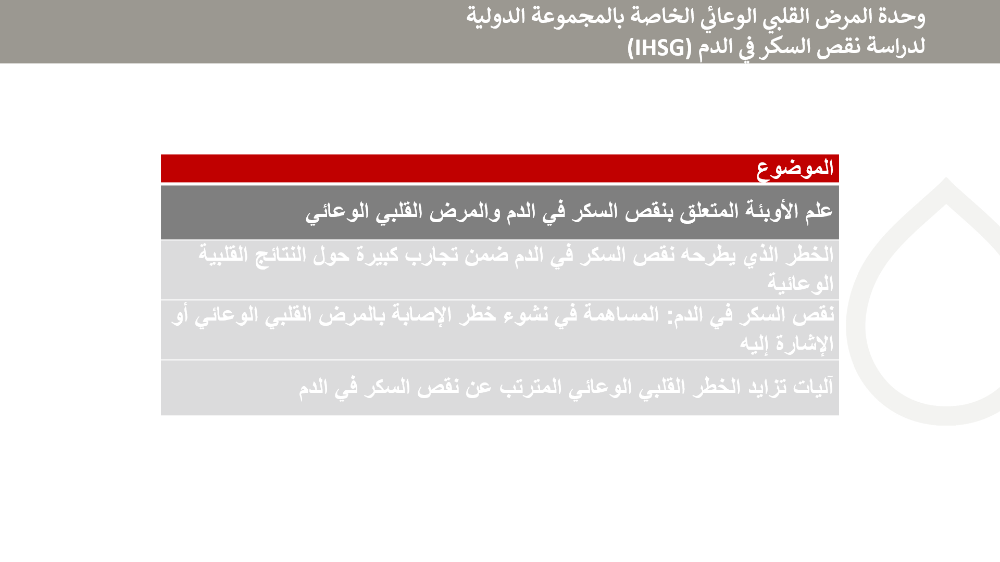 وحدة المرض القلبي الوعائي الخاصة بالمجموعة الدولية
لدراسة نقص السكر في الدم (IHSG)
الموضوع
علم الأوبئة المتعلق بنقص السكر في الدم والمرض القلبي الوعائي
الخطر الذي يطرحه نقص السكر في الدم ضمن تجارب كبيرة حول النتائج القلبية
الوعائية
نقص السكر في الدم: المساهمة في نشوء خطر الإصابة بالمرض القلبي الوعائي أو
الإشارة إليه
آليات تزايد الخطر القلبي الوعائي المترتب عن نقص السكر في الدم